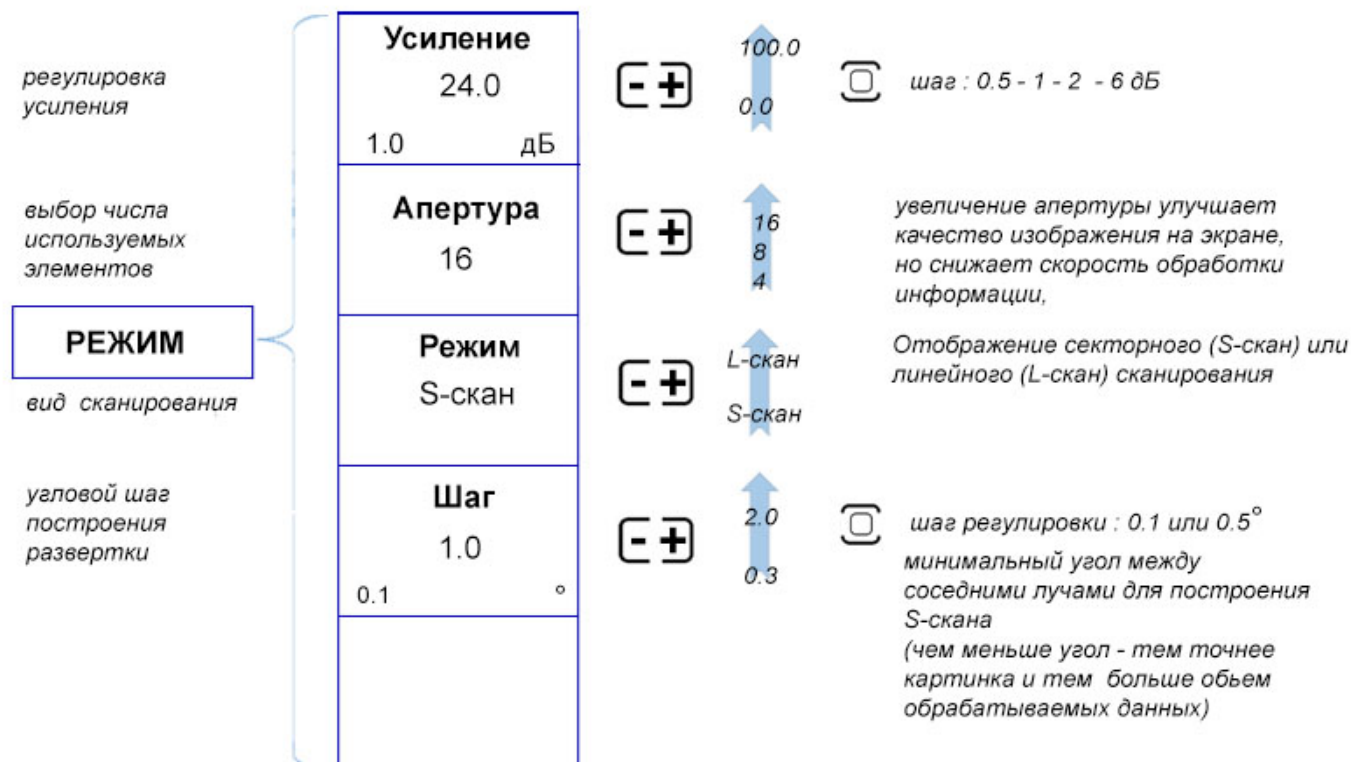 регулировка
усиления
Усиление
24.0
1.0 дБ
- +
100.0
0.0
шаг : 0.5 - 1 - 2 - 6 дБ
выбор числа
используемых
элементов
Апертура
16
- +
16
8
4
увеличение апертуры улучшает
качество изображения на экране,
но снижает скорость обработки
информации,
РЕЖИМ
вид сканирования
Режим
S-скан
- +
L-скан
S-скан
Отображение секторного (S-скан) или
линейного (L-скан) сканирования
угловой шаг
построения
развертки
Шаг
1.0
0.1 °
- +
2.0
0.3
шаг регулировки : 0.1 или 0.5°
минимальный угол между
соседними лучами для построения
S-скана
(чем меньше угол - тем точнее
картинка и тем больше обьем
обрабатываемых данных)